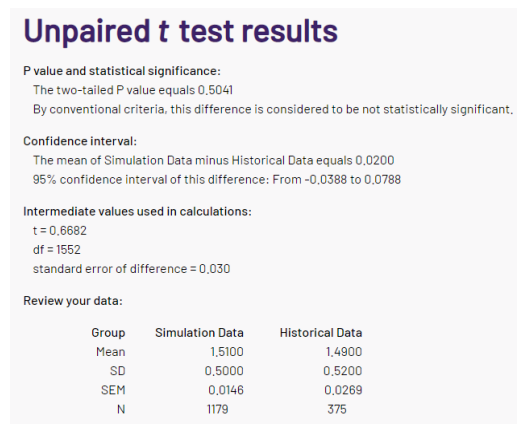 Unpaired t test results
P value and statistical significance:
The two-tailed P value equals 0.5041
By conventional criteria, this difference is considered to be not statistically significant.
Confidence interval:
The mean of Simulation Data minus Historical Data equals 0.0200
95% confidence interval of this difference: From -0.0388 to 0.0788
Intermediate values used in calculations:
t = 0.6682
df = 1552
standard error of difference = 0.030
Review your data:
Group Simulation Data Historical Data
Mean 1.5100 1.4900
SD 0.5000 0.5200
SEM 0.0146 0.0269
N 1179 375